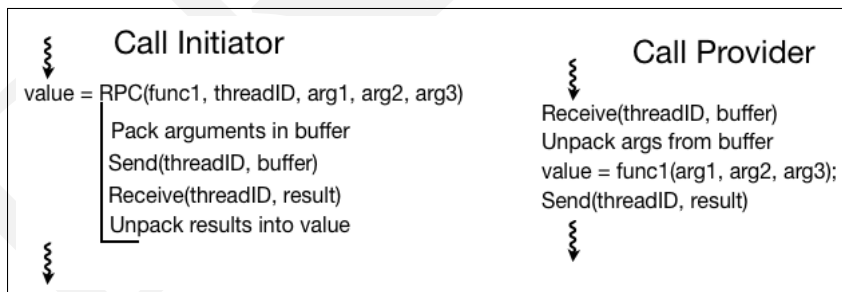 Call Initiator
value = RPC(func1, threadID, arg1, arg2, arg3)
Pack arguments in buffer
Send(threadID, buffer)
Receive(threadID, result)
Unpack results into value
Call Provider
Receive(threadID, buffer)
Unpack args from buffer
value = func1(arg1, arg2, arg3);
Send(threadID, result)